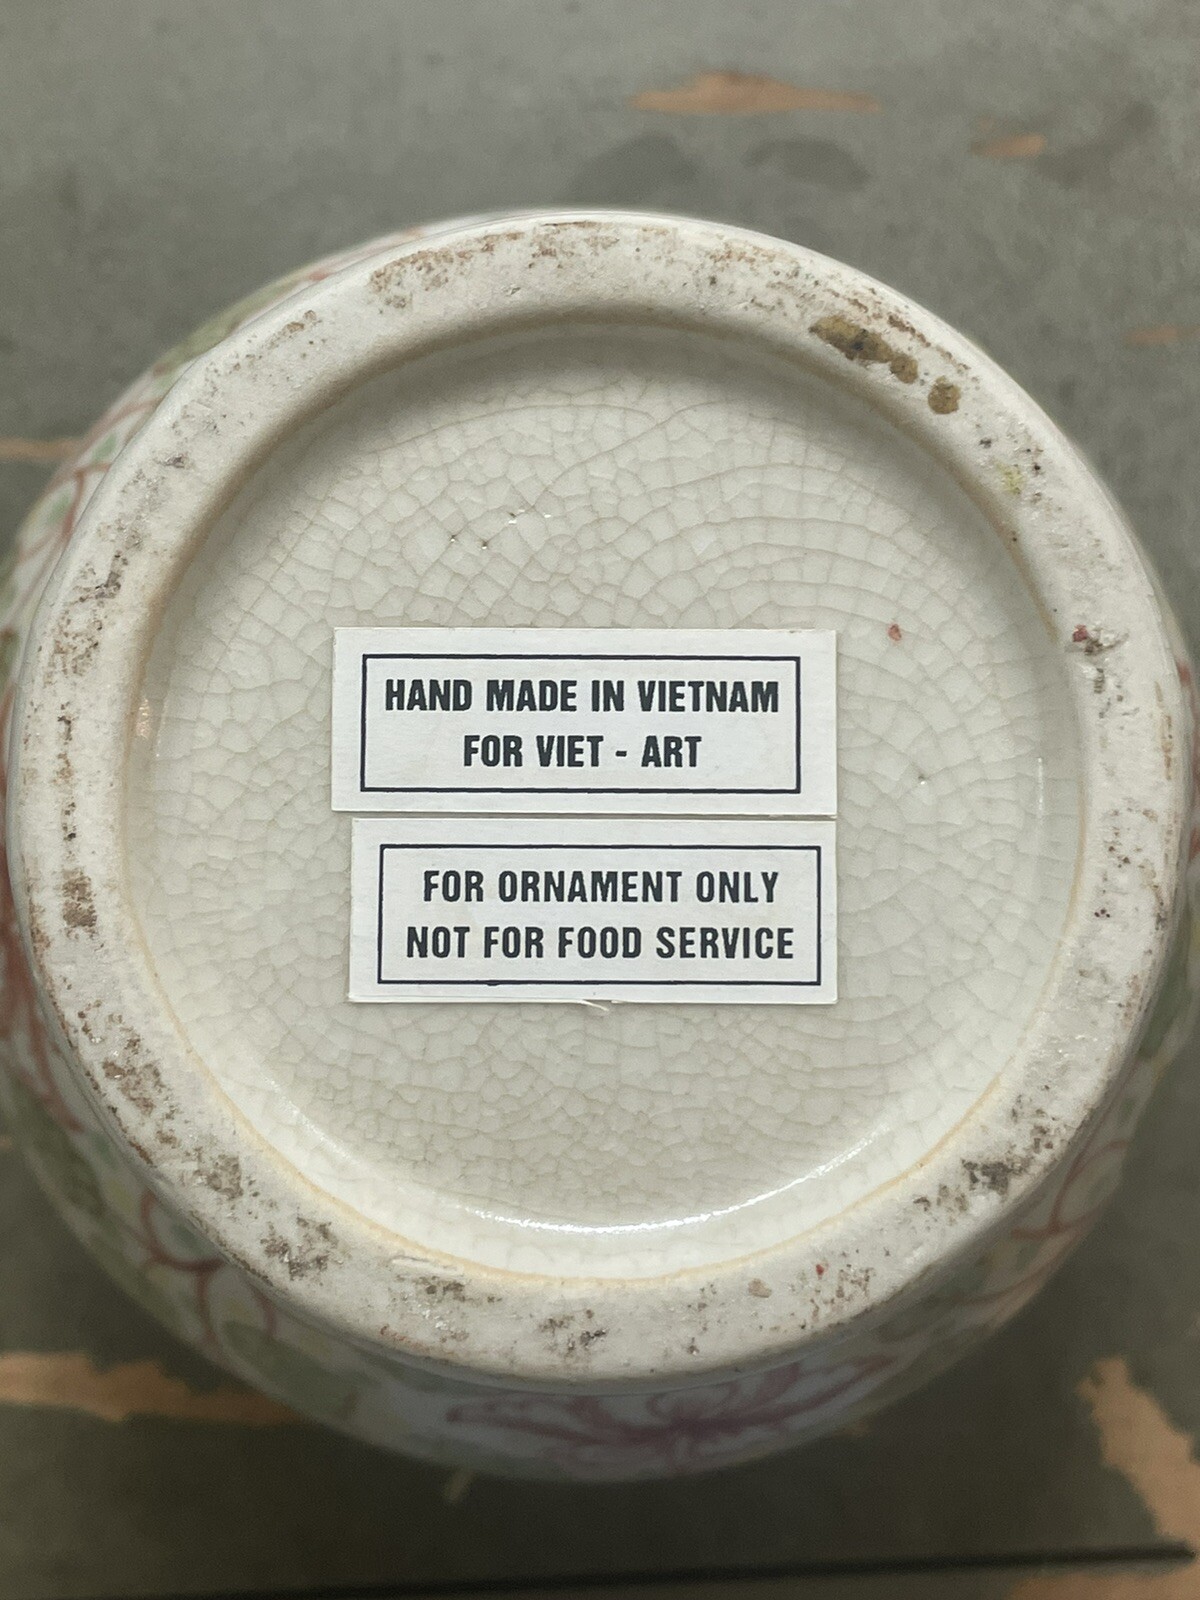 HAND MADE IN VIETNAM
FOR VIET - ART
FOR ORNAMENT ONLY
NOT FOR FOOD SERVICE